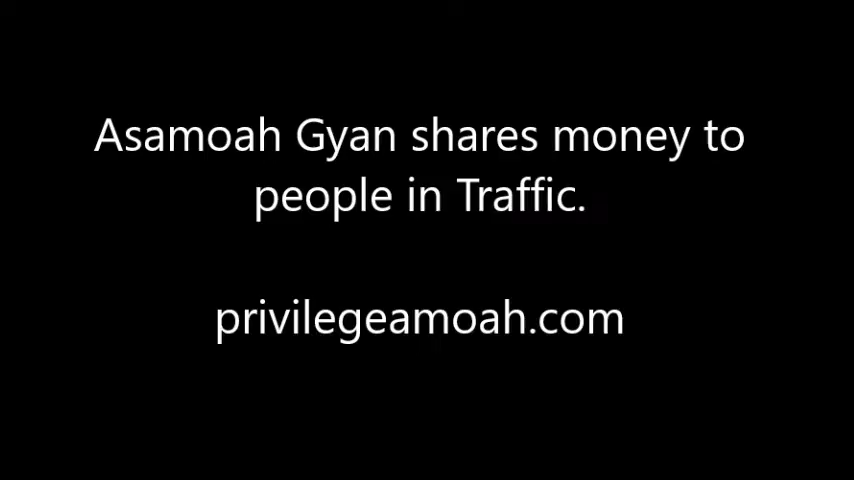 Asamoah Gyan shares money to
people in Traffic.
privilegeamoah.com